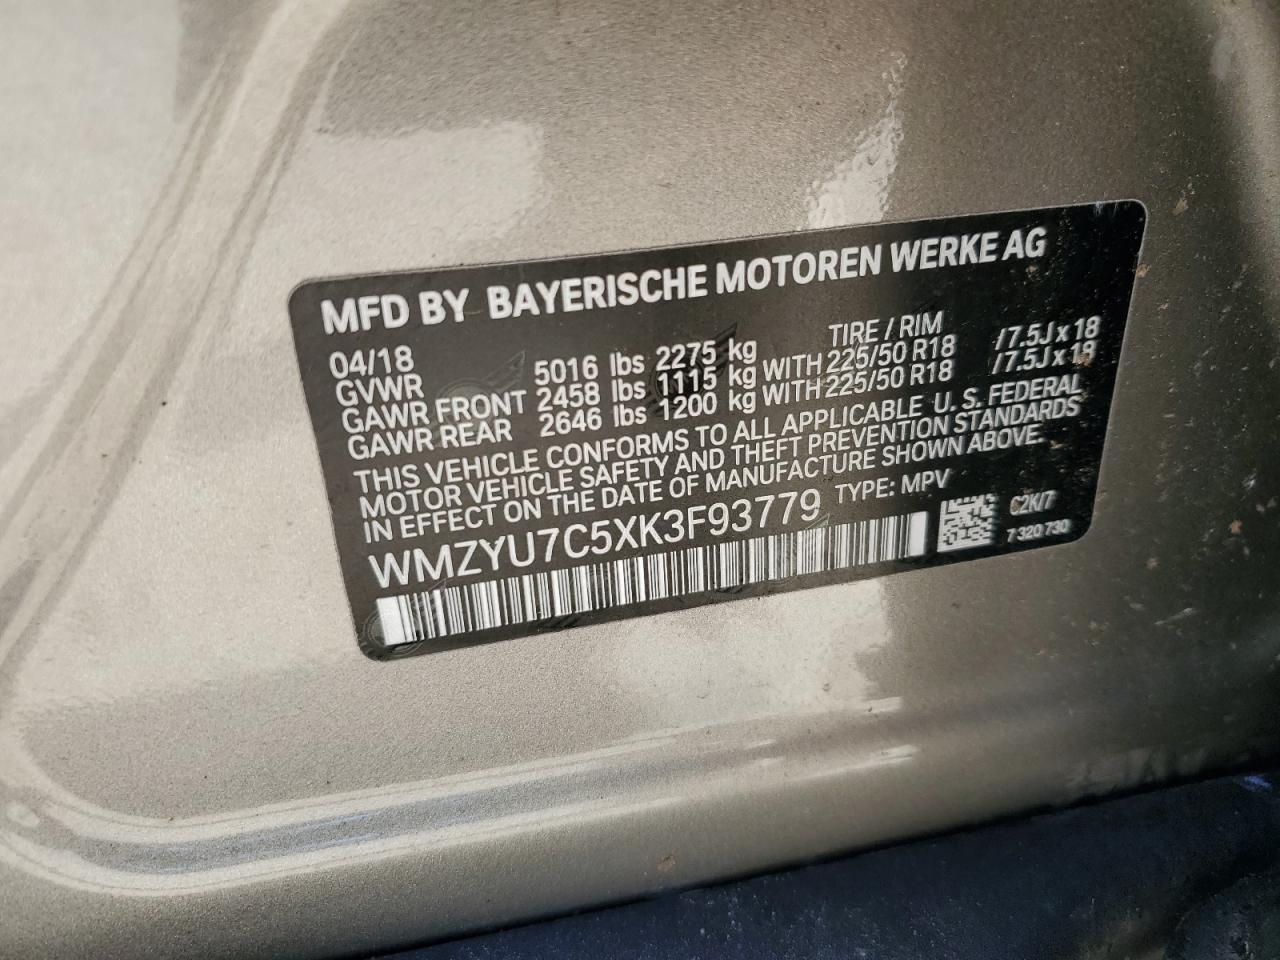 MFD BY BAYERISCHE MOTOREN WERKE AG
04/18 TIRE / RIM
GVWR 5016 lbs 2275 kg
GAWR FRONT 2458 lbs 1115 kg WITH 225/50 R18 /7.5J x 18
GAWR REAR 2646 lbs 1200 kg WITH 225/50 R18 /7.5J x 18
THIS VEHICLE CONFORMS TO ALL APPLICABLE U. S. FEDERAL
MOTOR VEHICLE SAFETY AND THEFT PREVENTION STANDARDS
IN EFFECT ON THE DATE OF MANUFACTURE SHOWN ABOVE.
WMZYU7C5XK3F93779 TYPE: MPV
C2K/7
7 320 730